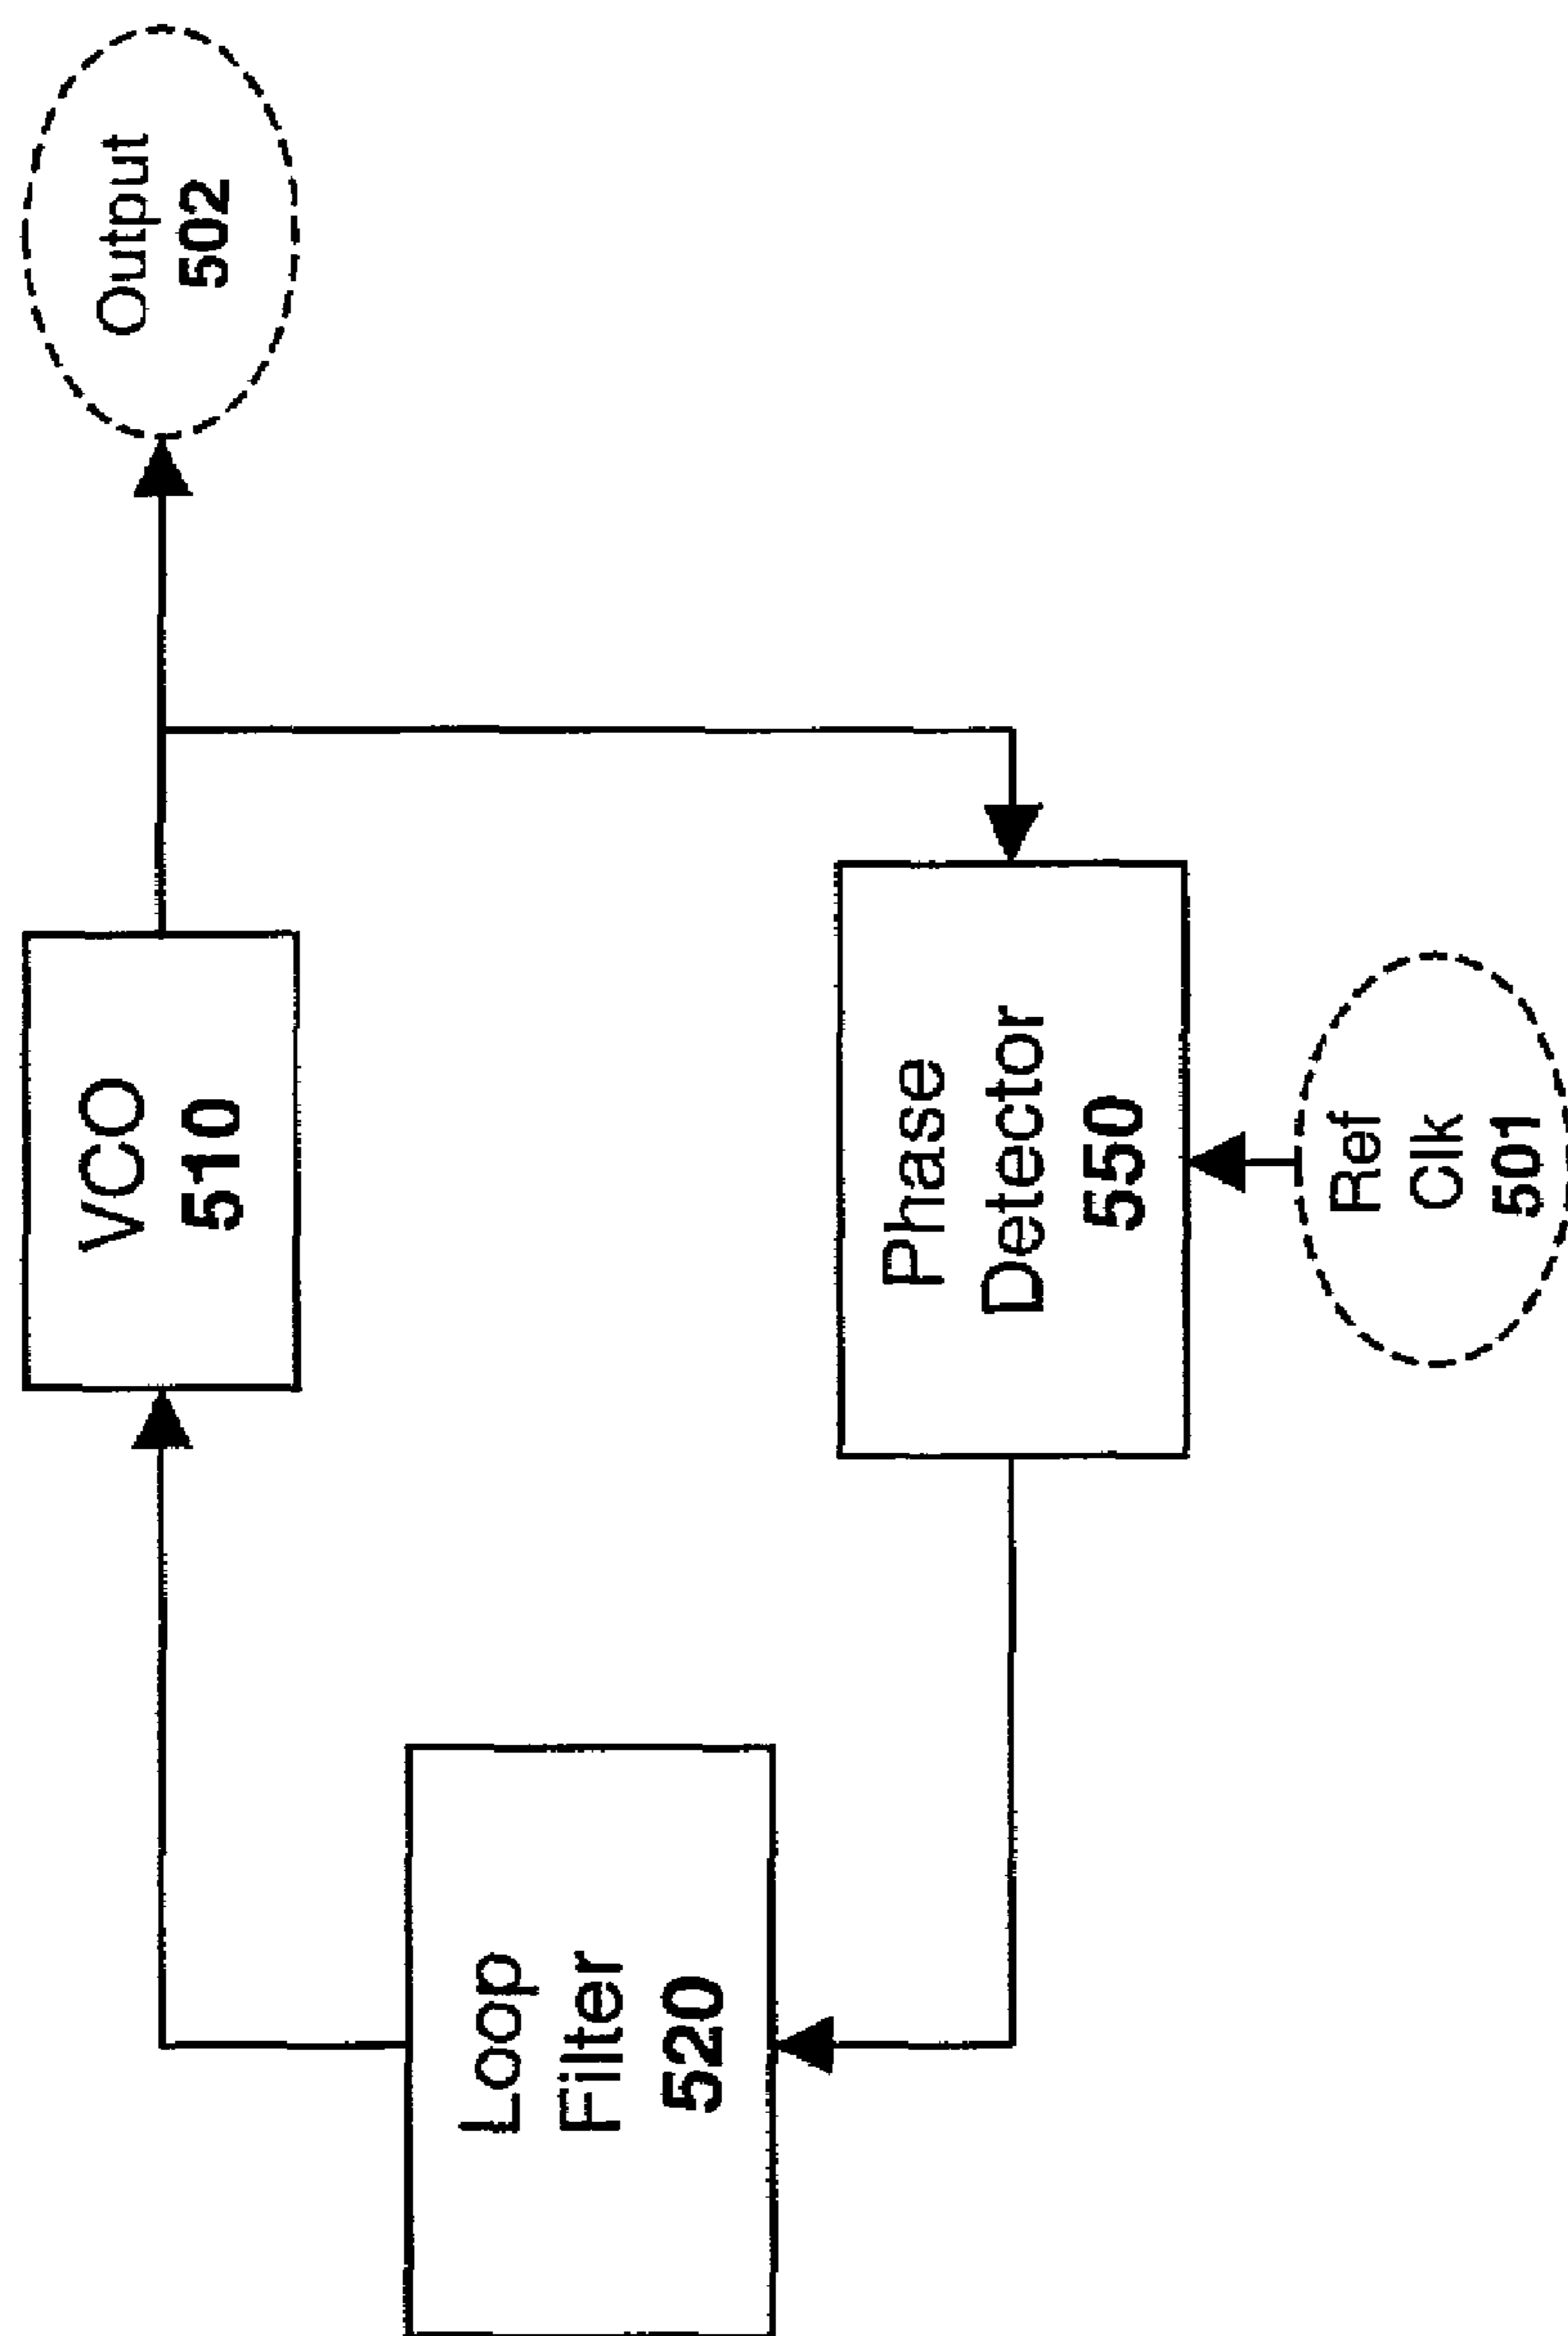 VCO
510
Output
502
Loop
Filter
520
Phase
Detector
550
Ref
Clk
501